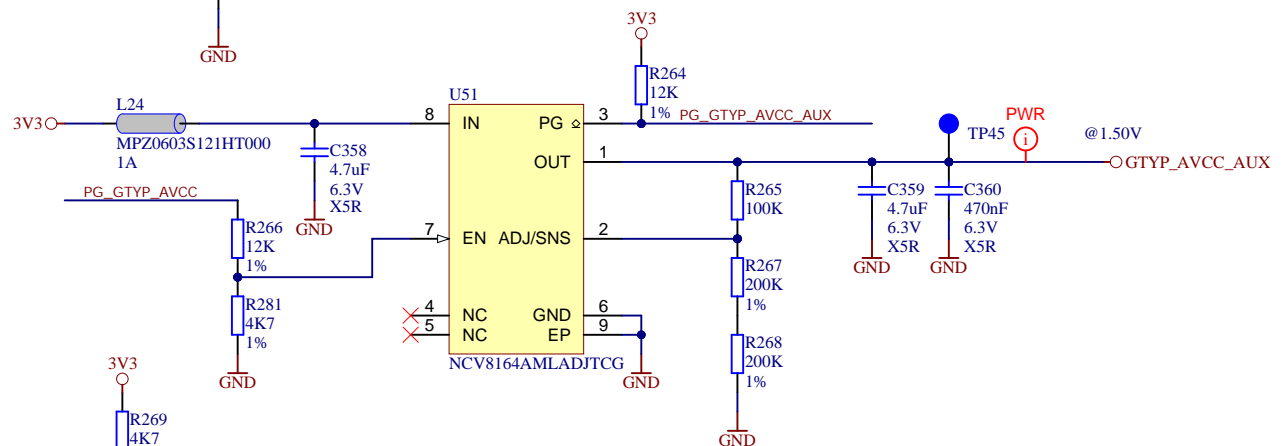 GND
3V3
R264
12K
1%
L24
3V3
MPZ0603S121HT000
1A
C358
4.7uF
6.3V
X5R
GND
U51
8
IN
PG
3
PG_GTYP_AVCC_AUX
OUT
1
TP45
PWR
i
@1.50V
GTYP_AVCC_AUX
R265
100K
C359
4.7uF
6.3V
X5R
GND
C360
470nF
6.3V
X5R
GND
PG_GTYP_AVCC
R266
12K
1%
7
EN
ADJ/SNS
2
R267
200K
1%
R281
4K7
1%
GND
4
NC
5
NC
GND
6
EP
9
NCV8164AMLADJTCG
GND
R268
200K
1%
GND
3V3
R269
4K7